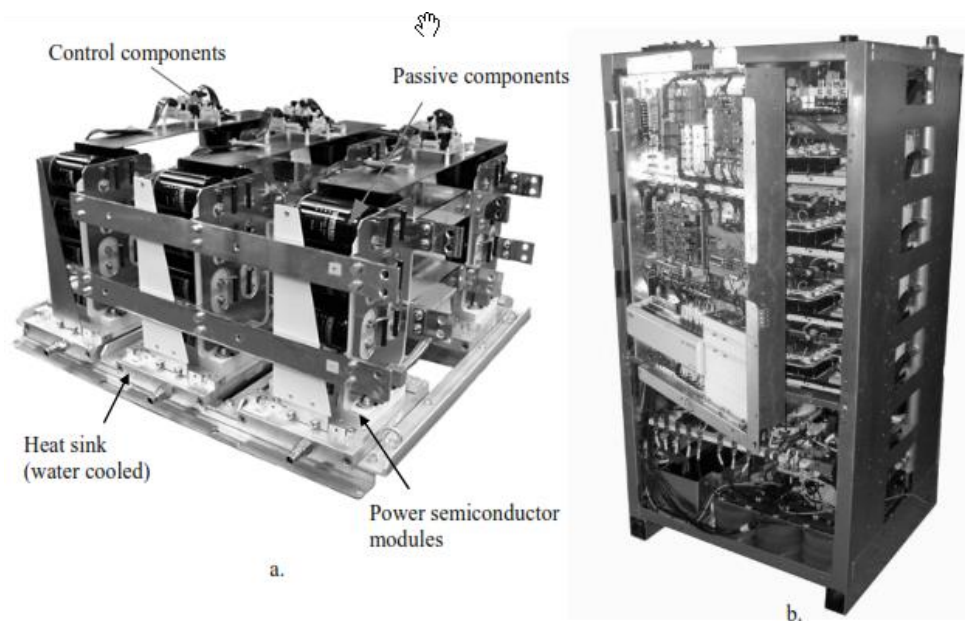 Control components
Passive components
Heat sink
(water cooled)
Power semiconductor
modules
a.
b.